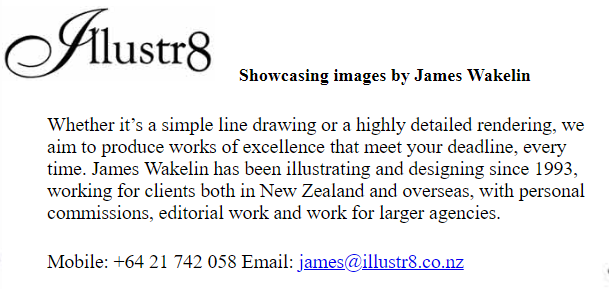 Illustr8
Showcasing images by James Wakelin
Whether it’s a simple line drawing or a highly detailed rendering, we
aim to produce works of excellence that meet your deadline, every
time. James Wakelin has been illustrating and designing since 1993,
working for clients both in New Zealand and overseas, with personal
commissions, editorial work and work for larger agencies.
Mobile: +64 21 742 058 Email: james@illustr8.co.nz